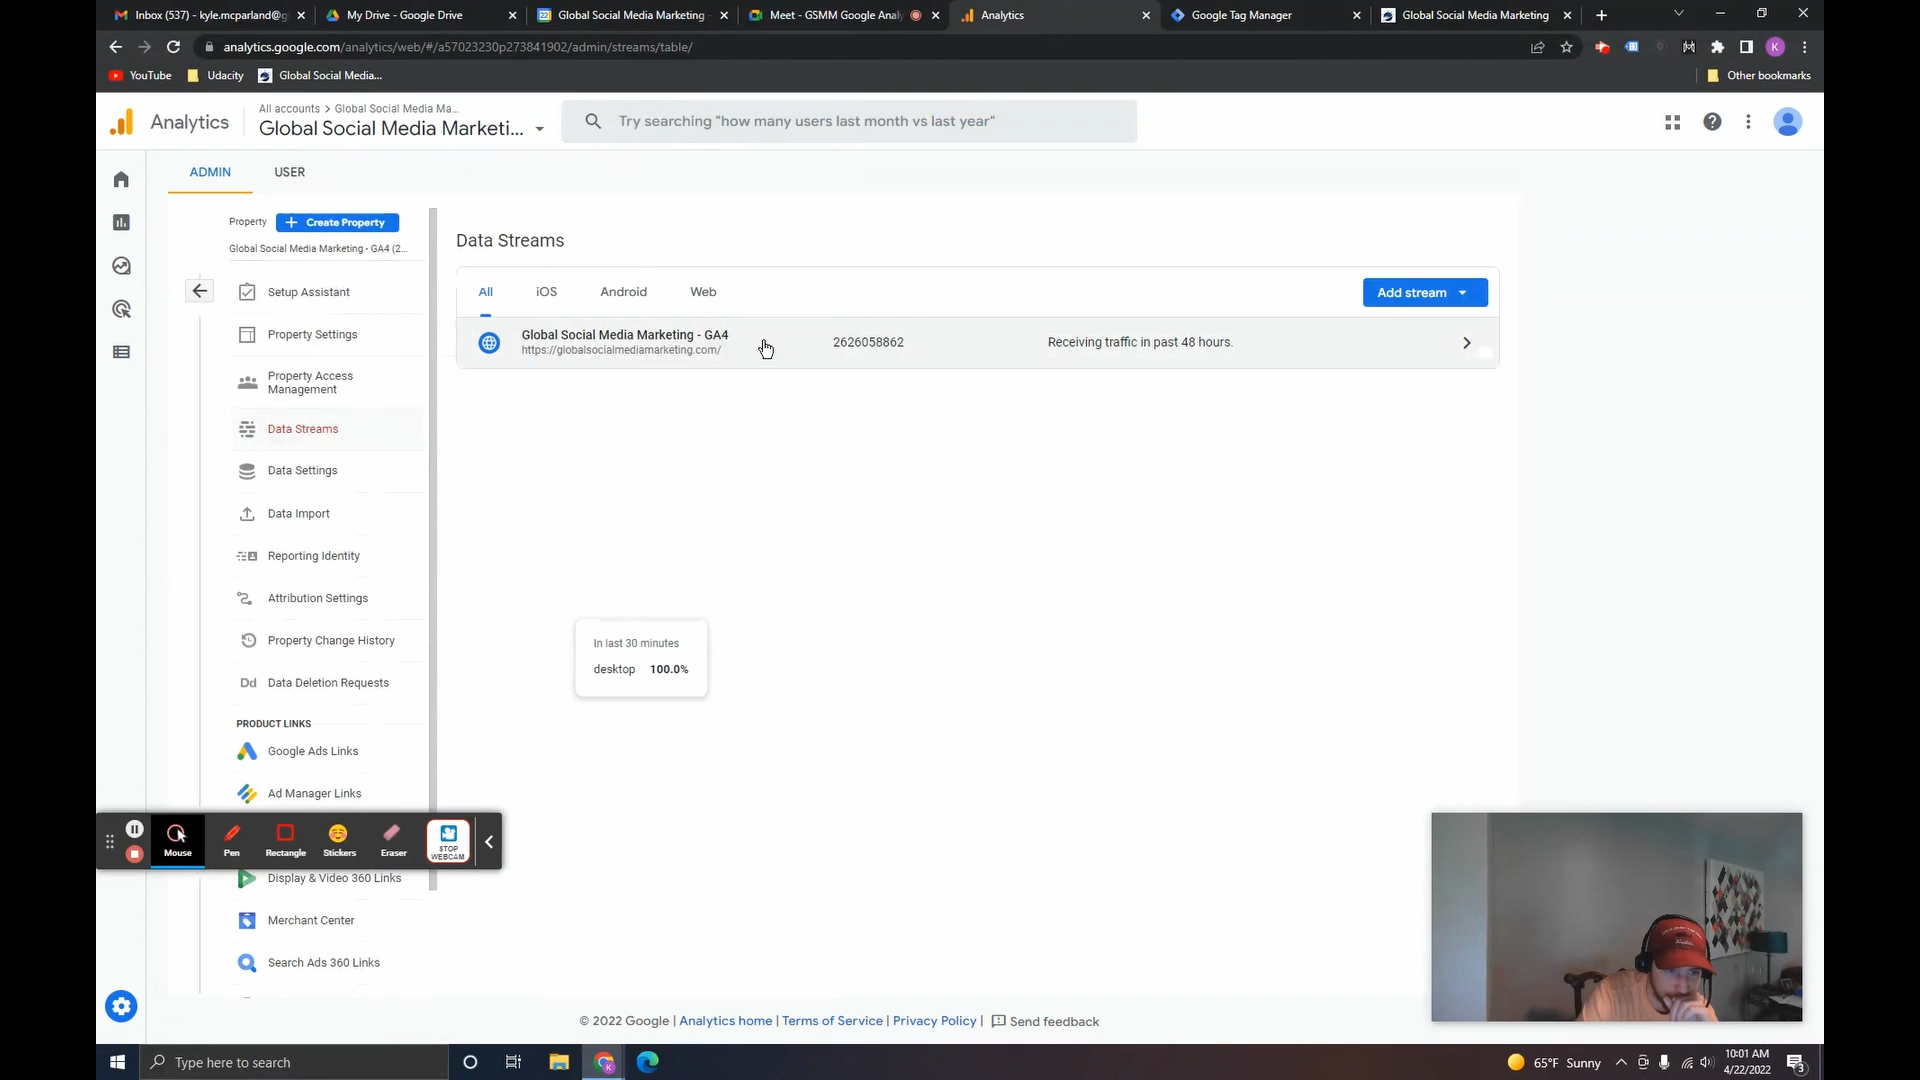 Inbox (537) - kyle.mcparland@g
My Drive - Google Drive
Global Social Media Marketing
Meet - GSMM Google Analy
Analytics
Google Tag Manager
Global Social Media Marketing
analytics.google.com/analytics/web/#/a57023230p273841902/admin/streams/table/
K
YouTube
Udacity
Global Social Media...
Other bookmarks
Analytics
All accounts > Global Social Media Ma...
Global Social Media Marketi...
Try searching "how many users last month vs last year"
ADMIN
USER
Property
+ Create Property
Global Social Media Marketing - GA4 (2...
Setup Assistant
Property Settings
Property Access
Management
Data Streams
Data Settings
Data Import
Reporting Identity
Attribution Settings
Property Change History
Dd Data Deletion Requests
PRODUCT LINKS
Google Ads Links
Ad Manager Links
Display & Video 360 Links
Merchant Center
Search Ads 360 Links
Data Streams
All
iOS
Android
Web
Add stream
Global Social Media Marketing - GA4
https://globalsocialmediamarketing.com/
2626058862
Receiving traffic in past 48 hours.
In last 30 minutes
desktop 100.0%
Mouse
Pen
Rectangle
Stickers
Eraser
STOP
WEBCAM
© 2022 Google | Analytics home | Terms of Service | Privacy Policy | Send feedback
Type here to search
65°F Sunny
10:01 AM
4/22/2022
3